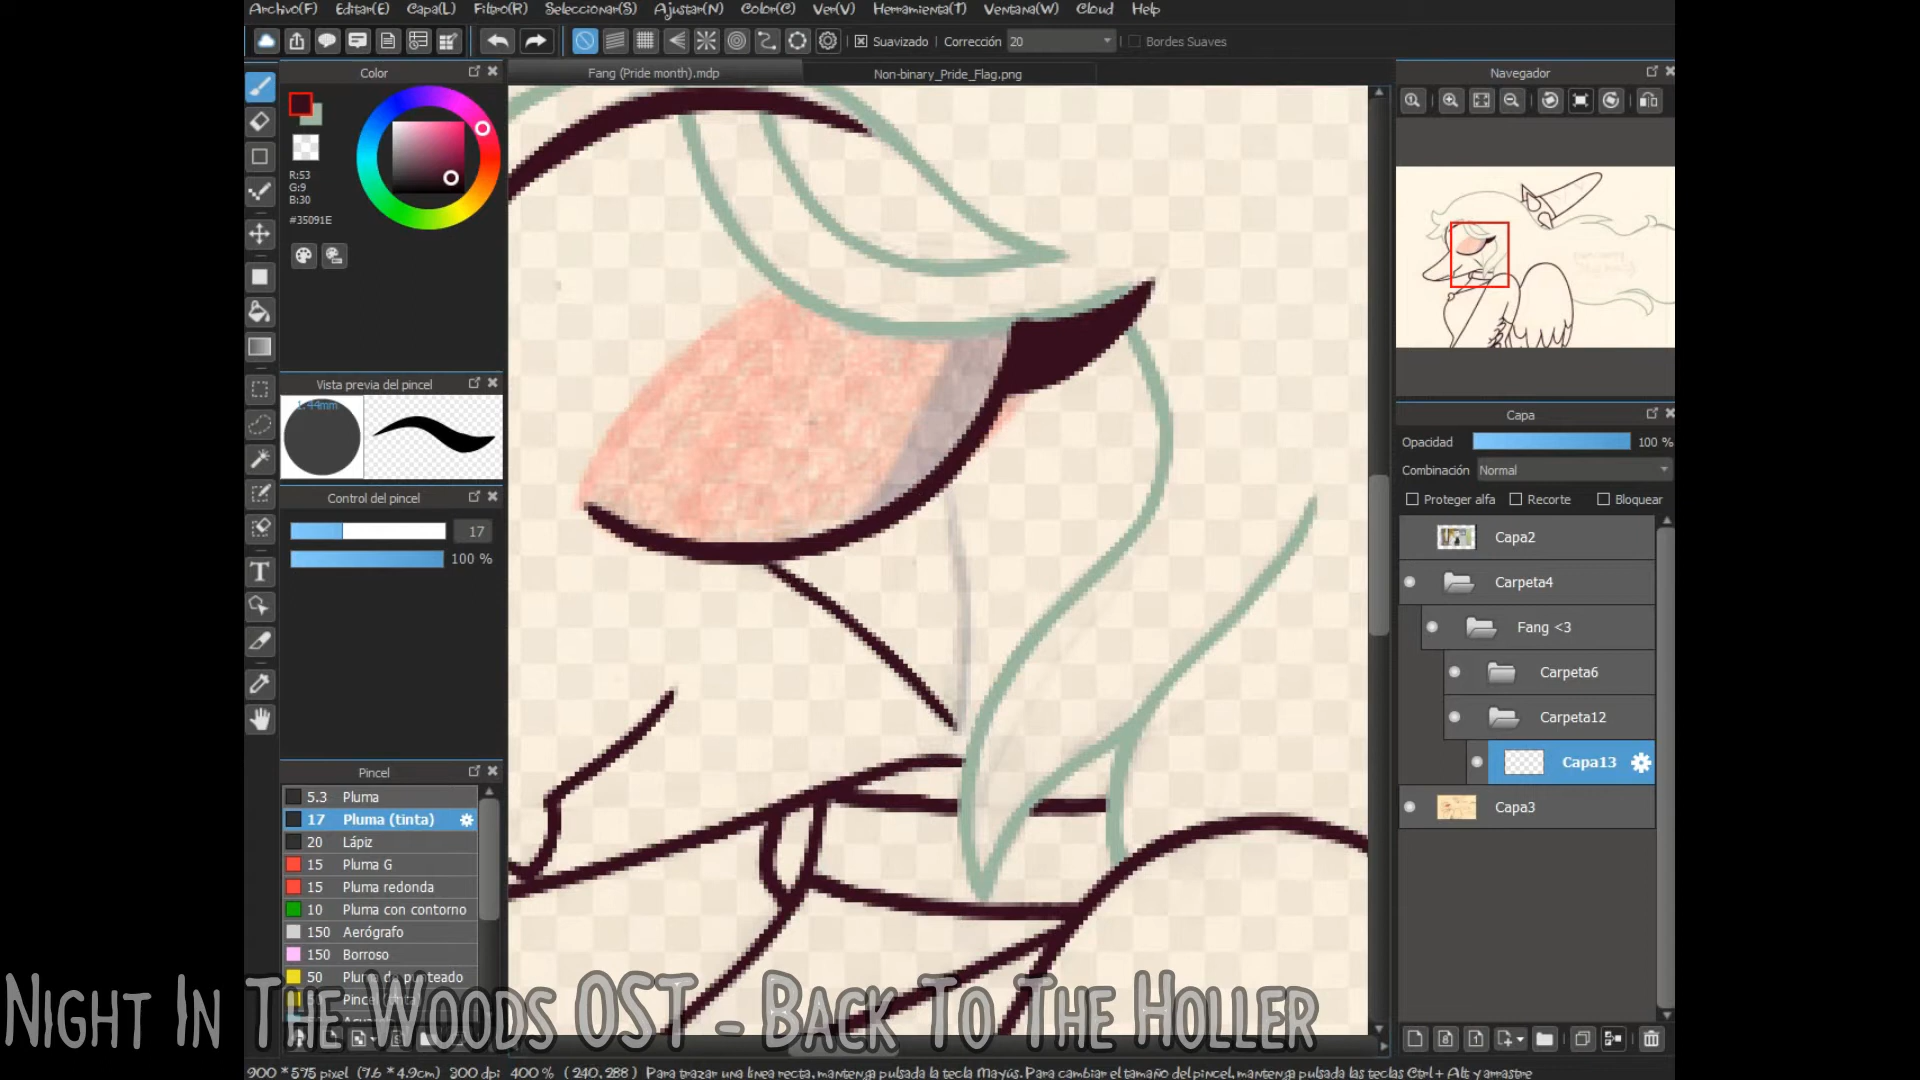 Archivo(F) Editar(E) Capa(L) Filtro(R) Seleccionar(S) Ajustar(N) Color(C) Ver(V) Herramienta(T) Ventana(W) Cloud Help
Suavizado Corrección 20 Bordes Suaves
Color
Fang (Pride month).mdp
Non-binary_Pride_Flag.png
Navegador
R:53
G:9
B:30
#35091E
Vista previa del pincel
1.44mm
Control del pincel
17
100 %
Capa
Opacidad 100 %
Combinación Normal
Proteger alfa Recorte Bloquear
Capa2
Carpeta4
Fang <3
Carpeta6
Carpeta12
Capa13
Capa3
Pincel
5.3 Pluma
17 Pluma (tinta)
20 Lápiz
15 Pluma G
15 Pluma redonda
10 Pluma con contorno
150 Aerógrafo
150 Borroso
50 Pluma de punteado
Night In The Woods OST - Back To The Holler
900 * 575 pixel (7.6 * 4.9cm) 300 dpi 400 % (240, 288) Para trazar una línea recta, mantenga pulsada la tecla Mayús. Para cambiar el tamaño del pincel, mantenga pulsadas las teclas Ctrl + Alt y arrastre